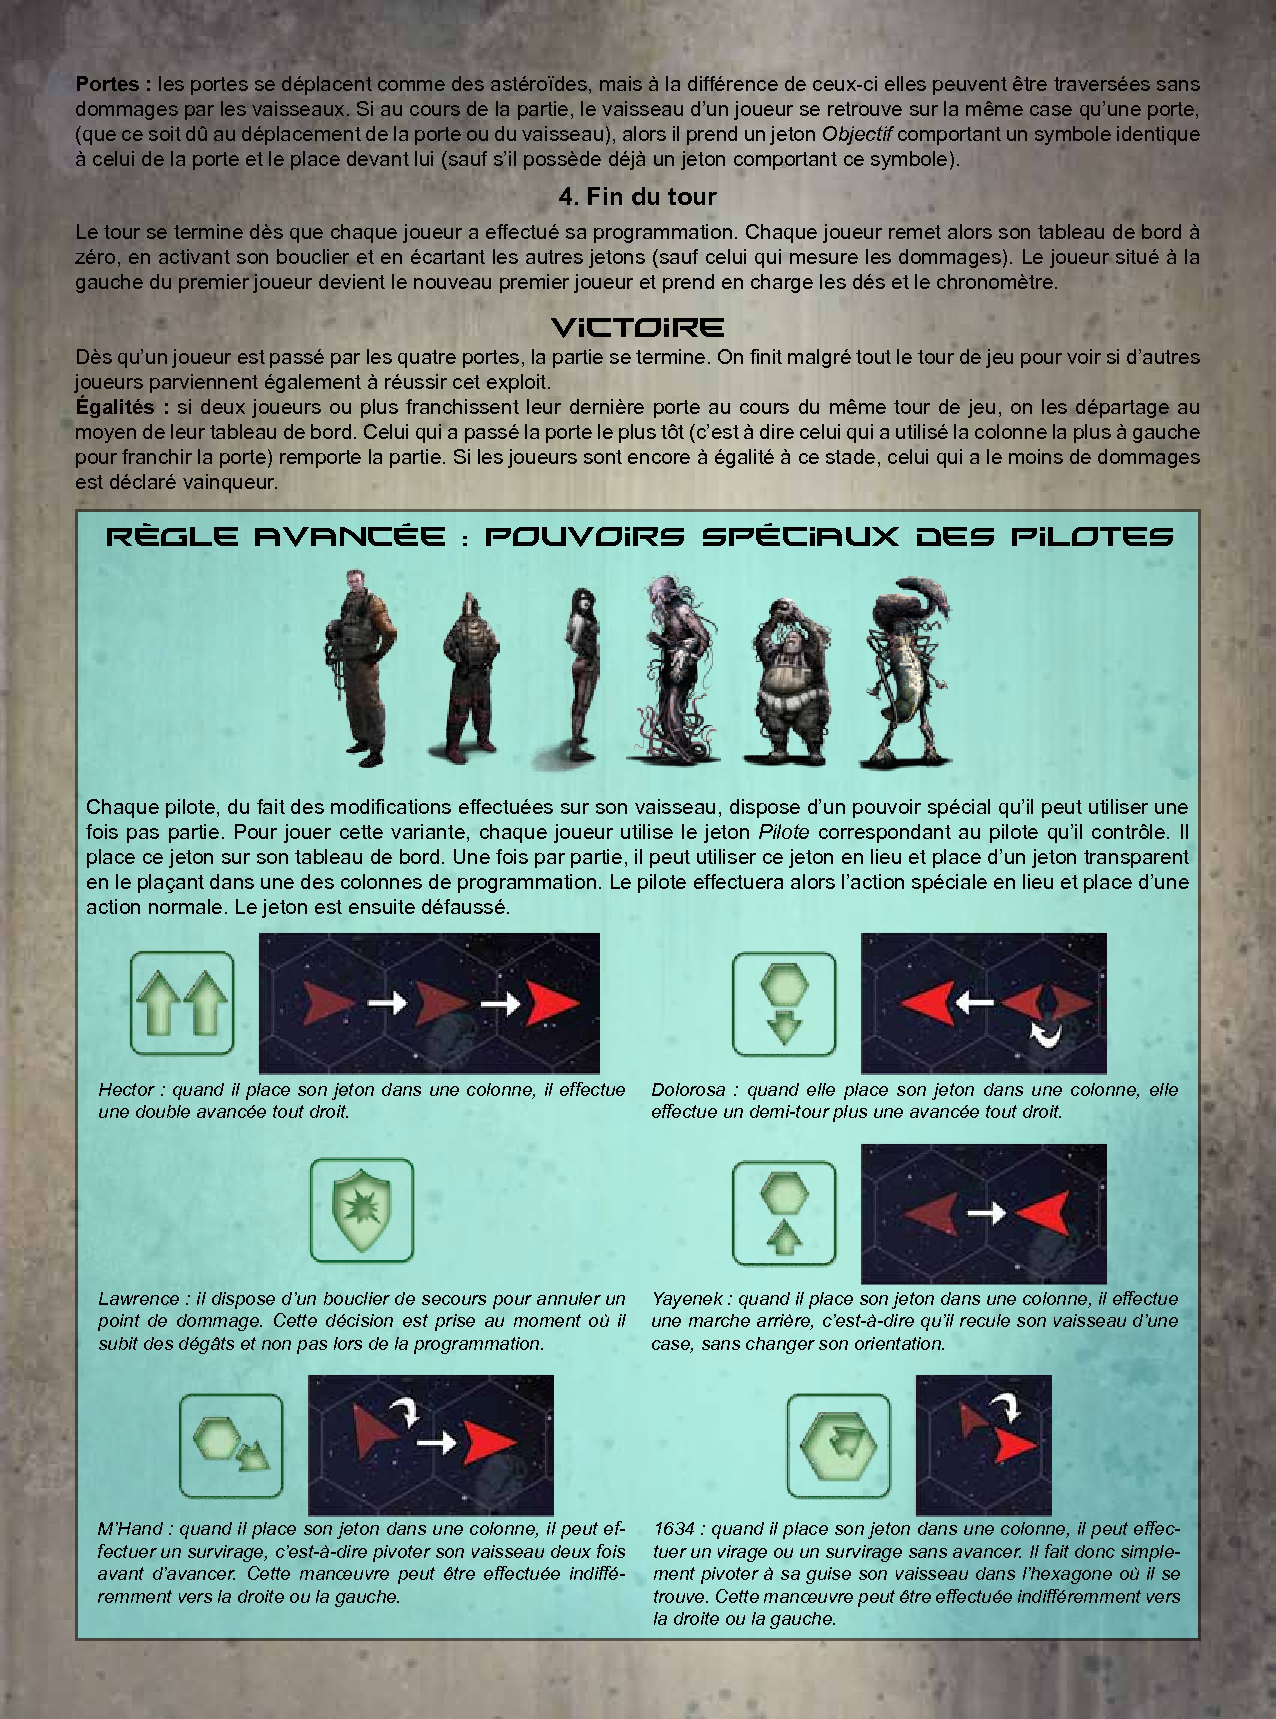 Portes : les portes se déplacent comme des astéroïdes, mais à la différence de ceux-ci elles peuvent être traversées sans
dommages par les vaisseaux. Si au cours de la partie, le vaisseau d'un joueur se retrouve sur la même case qu'une porte,
(que ce soit dû au déplacement de la porte ou du vaisseau), alors il prend un jeton Objectif comportant un symbole identique
à celui de la porte et le place devant lui (sauf s'il possède déjà un jeton comportant ce symbole).
4. Fin du tour
Le tour se termine dès que chaque joueur a effectué sa programmation. Chaque joueur remet alors son tableau de bord à
zéro, en activant son bouclier et en écartant les autres jetons (sauf celui qui mesure les dommages). Le joueur situé à la
gauche du premier joueur devient le nouveau premier joueur et prend en charge les dés et le chronomètre.
VICTOIRE
Dès qu'un joueur est passé par les quatre portes, la partie se termine. On finit malgré tout le tour de jeu pour voir si d'autres
joueurs parviennent également à réussir cet exploit.
Égalités : si deux joueurs ou plus franchissent leur dernière porte au cours du même tour de jeu, on les départage au
moyen de leur tableau de bord. Celui qui a passé la porte le plus tôt (c'est à dire celui qui a utilisé la colonne la plus à gauche
pour franchir la porte) remporte la partie. Si les joueurs sont encore à égalité à ce stade, celui qui a le moins de dommages
est déclaré vainqueur.
RÈGLE AVANCÉE : POUVOIRS SPÉCIAUX DES PILOTES
Chaque pilote, du fait des modifications effectuées sur son vaisseau, dispose d'un pouvoir spécial qu'il peut utiliser une
fois pas partie. Pour jouer cette variante, chaque joueur utilise le jeton Pilote correspondant au pilote qu'il contrôle. Il
place ce jeton sur son tableau de bord. Une fois par partie, il peut utiliser ce jeton en lieu et place d'un jeton transparent
en le plaçant dans une des colonnes de programmation. Le pilote effectuera alors l'action spéciale en lieu et place d'une
action normale. Le jeton est ensuite défaussé.
Hector : quand il place son jeton dans une colonne, il effectue
une double avancée tout droit.
Dolorosa : quand elle place son jeton dans une colonne, elle
effectue un demi-tour plus une avancée tout droit.
Lawrence : il dispose d'un bouclier de secours pour annuler un
point de dommage. Cette décision est prise au moment où il
subit des dégâts et non pas lors de la programmation.
Yayenek : quand il place son jeton dans une colonne, il effectue
une marche arrière, c'est-à-dire qu'il recule son vaisseau d'une
case, sans changer son orientation.
M'Hand : quand il place son jeton dans une colonne, il peut ef-
fectuer un survirage, c'est-à-dire pivoter son vaisseau deux fois
avant d'avancer. Cette manœuvre peut être effectuée indiffé-
remment vers la droite ou la gauche.
1634 : quand il place son jeton dans une colonne, il peut effec-
tuer un virage ou un survirage sans avancer. Il fait donc simple-
ment pivoter à sa guise son vaisseau dans l'hexagone où il se
trouve. Cette manœuvre peut être effectuée indifféremment vers
la droite ou la gauche.